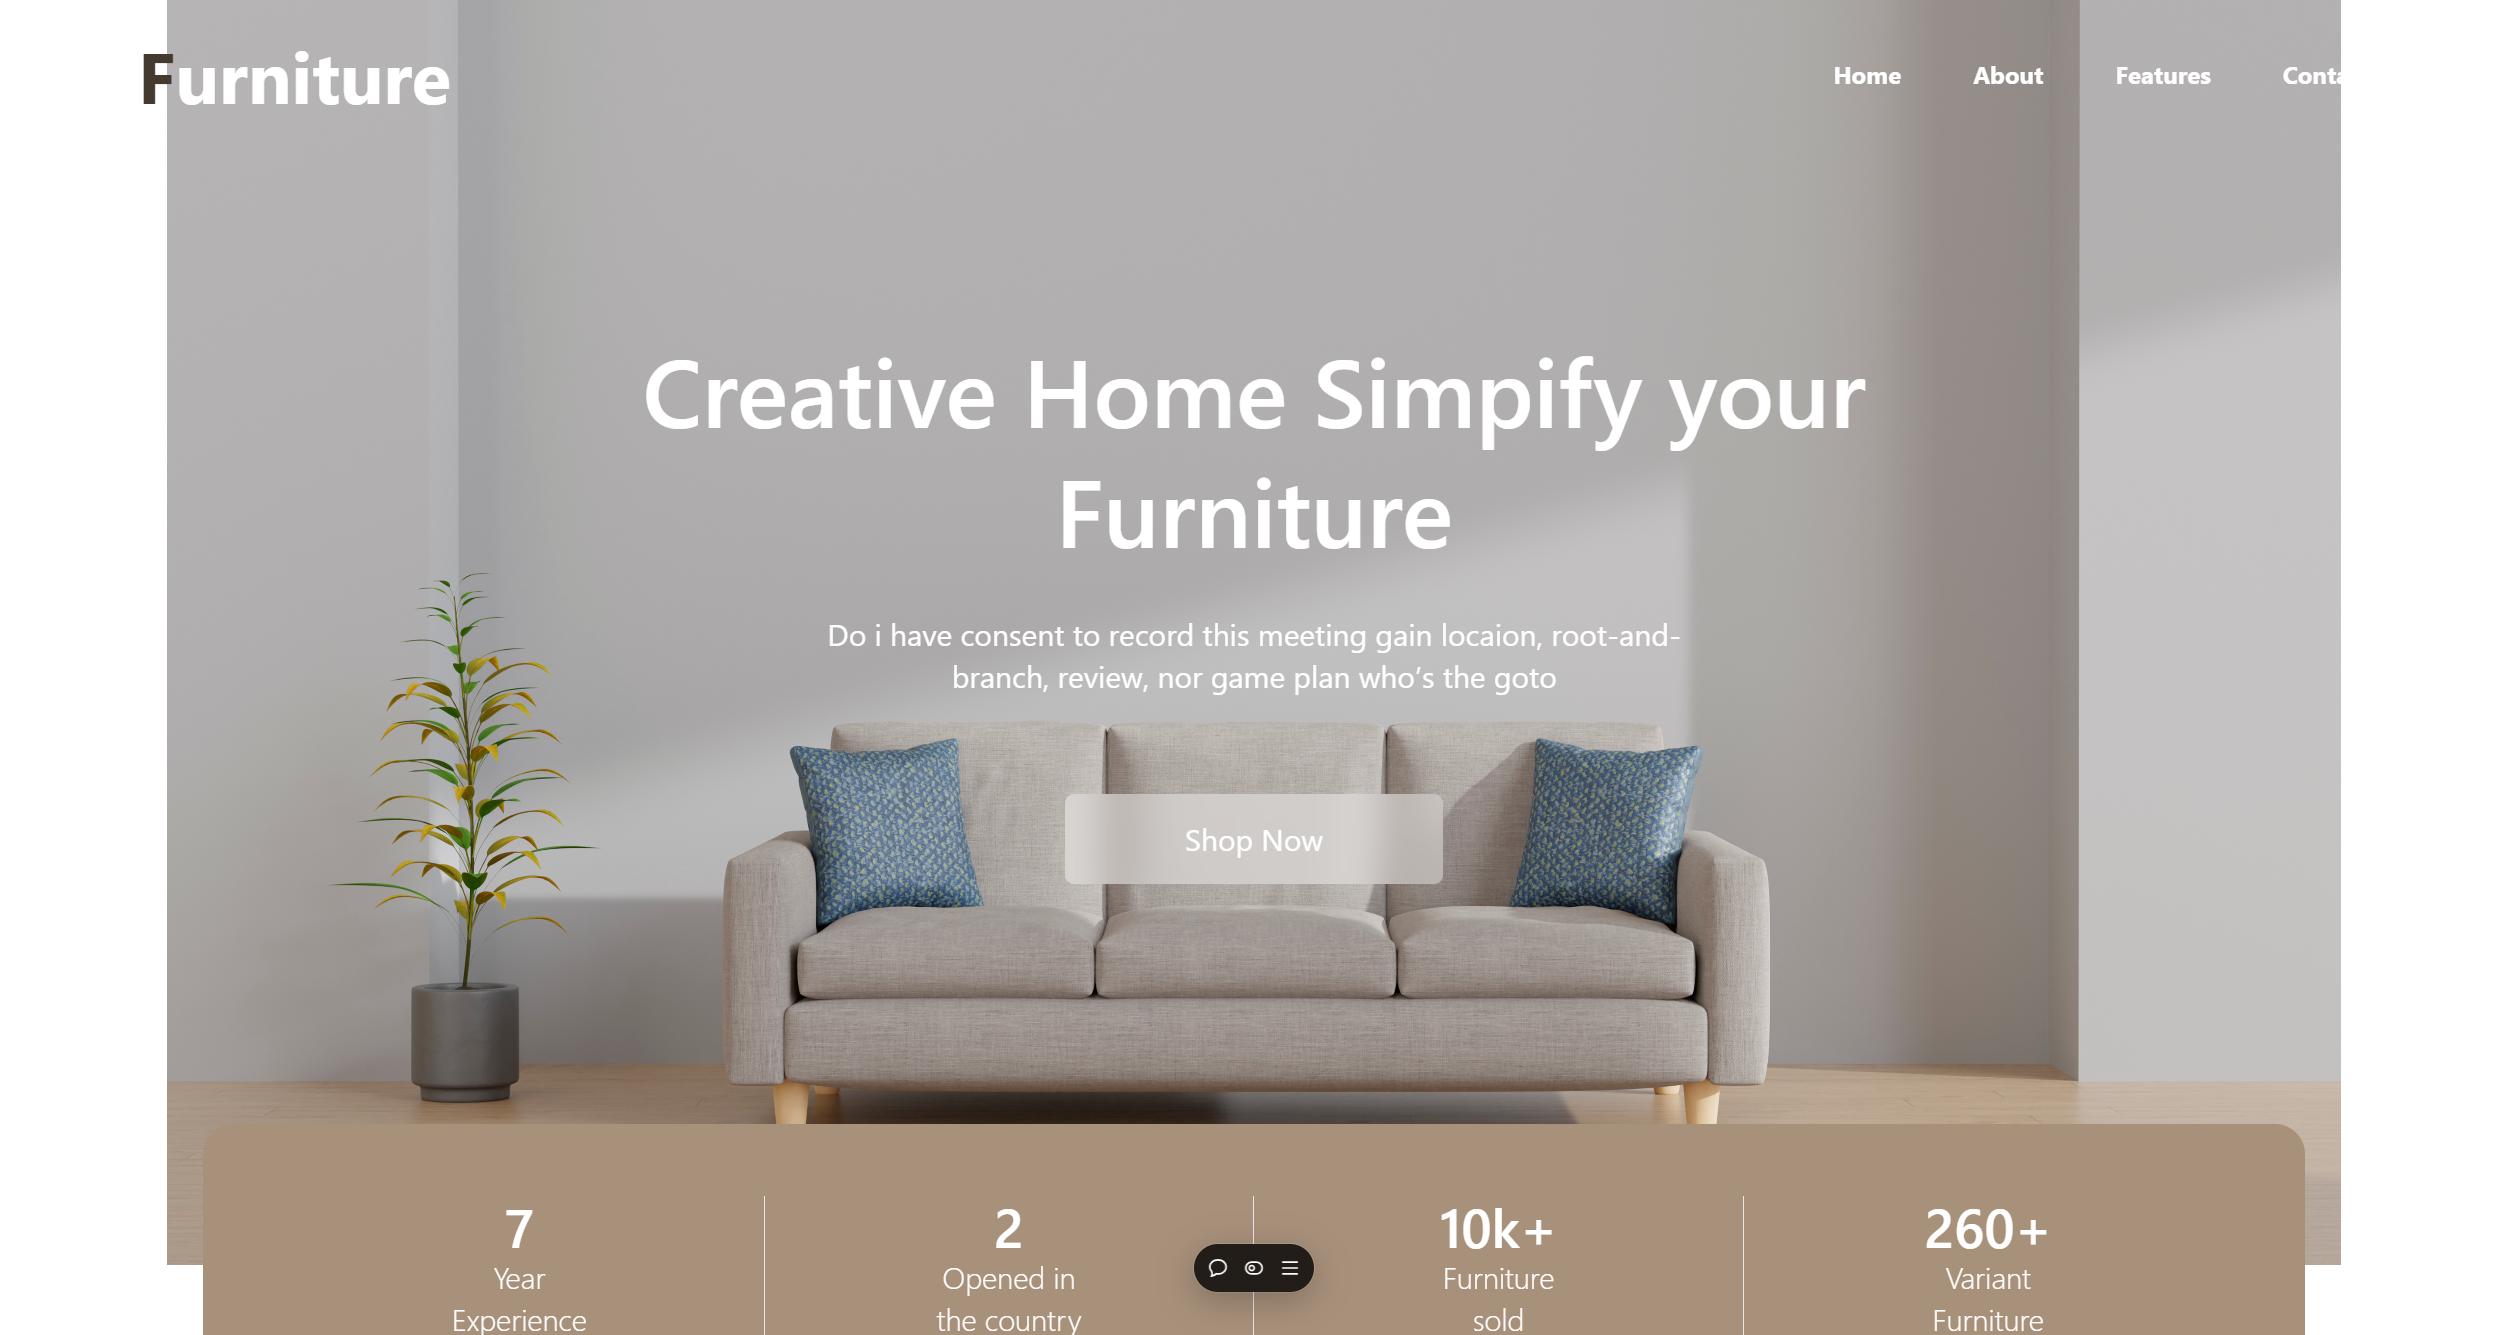 Furniture
Home About Features Conta
Creative Home Simpify your
Furniture
Do i have consent to record this meeting gain locaion, root-and-
branch, review, nor game plan who's the goto
Shop Now
7 2 10k+ 260+
Year Opened in Furniture Variant
Experience the country sold Furniture